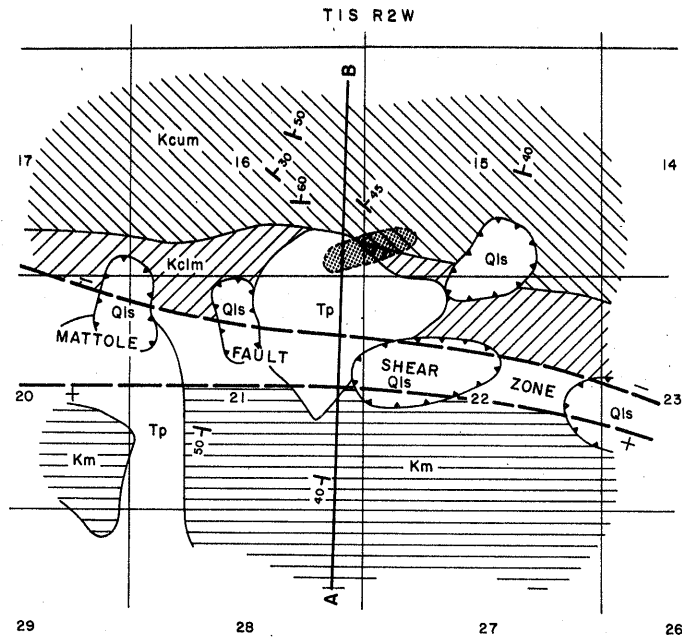 TIS R2W
B
50
Kcum
17
16
30
15
40
14
60
45
Kclm
Qls
Qls
Qls
Tp
MATTOLE
FAULT
SHEAR
Qls
ZONE
20
21
22
23
Qls
Tp
50
Km
Km
40
A
29
28
27
26